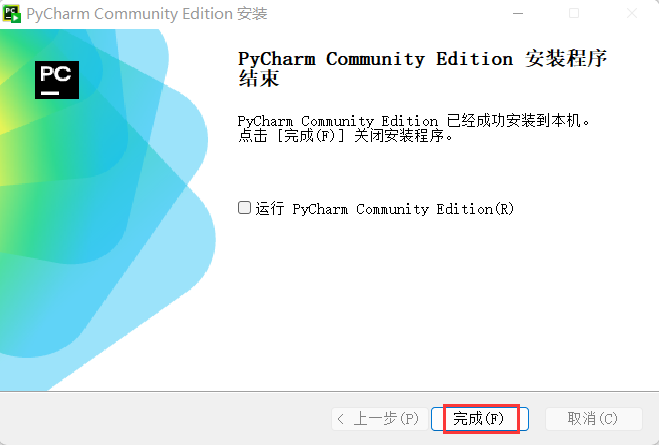 PyCharm Community Edition 安装
PC
PyCharm Community Edition 安装程序
结束
PyCharm Community Edition 已经成功安装到本机。
点击 [完成(F)] 关闭安装程序。
运行 PyCharm Community Edition(R)
< 上一步(P) 完成(F) 取消(C)